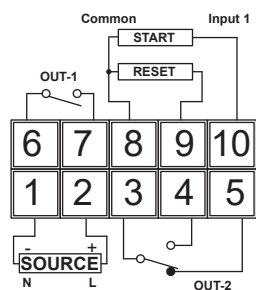 Common Input 1
START
RESET
OUT-1
6 7 8 9 10
1 2 3 4 5
- +
SOURCE
N L
OUT-2